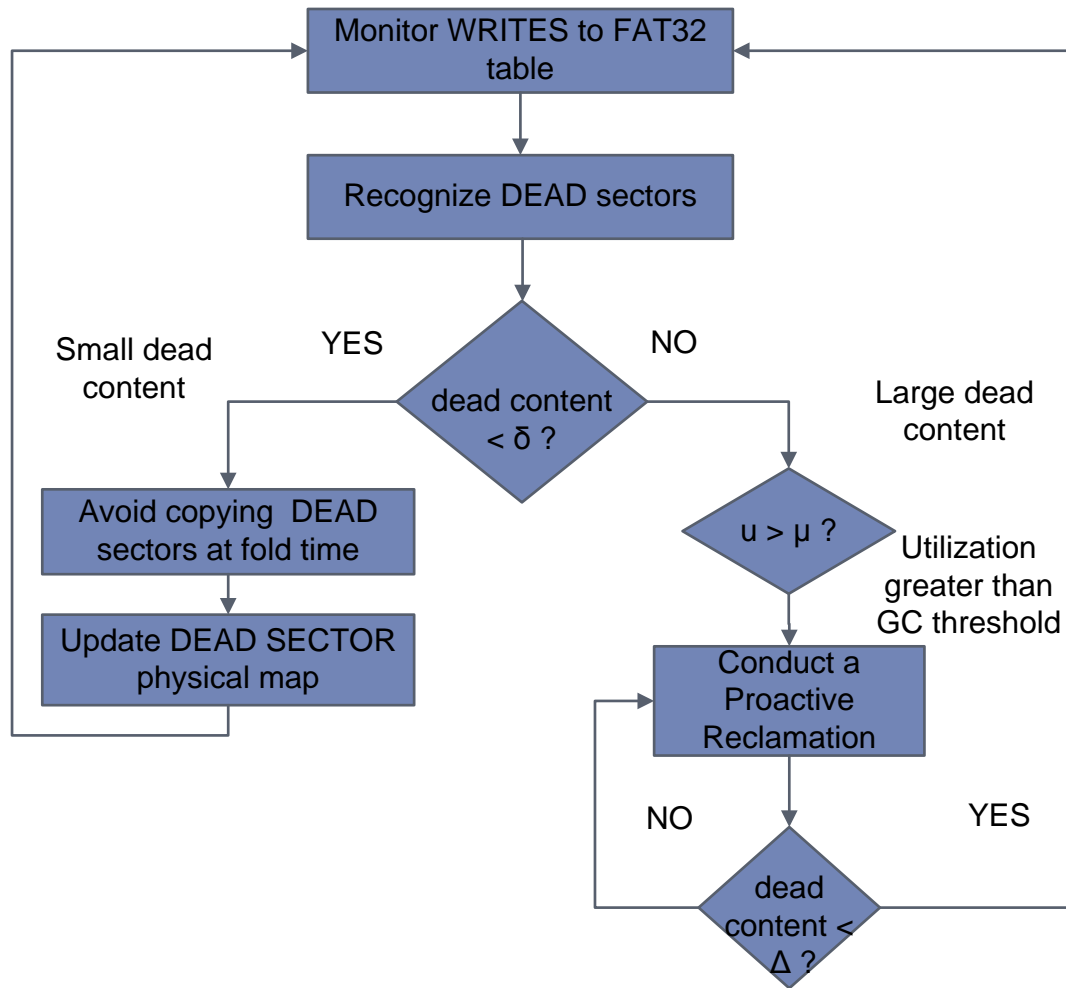 Monitor WRITES to FAT32
table
Recognize DEAD sectors
YES
NO
Small dead
content
dead content
< δ ?
Large dead
content
Avoid copying DEAD
sectors at fold time
u > μ ?
Utilization
greater than
GC threshold
Update DEAD SECTOR
physical map
Conduct a
Proactive
Reclamation
NO
YES
dead
content <
Δ ?